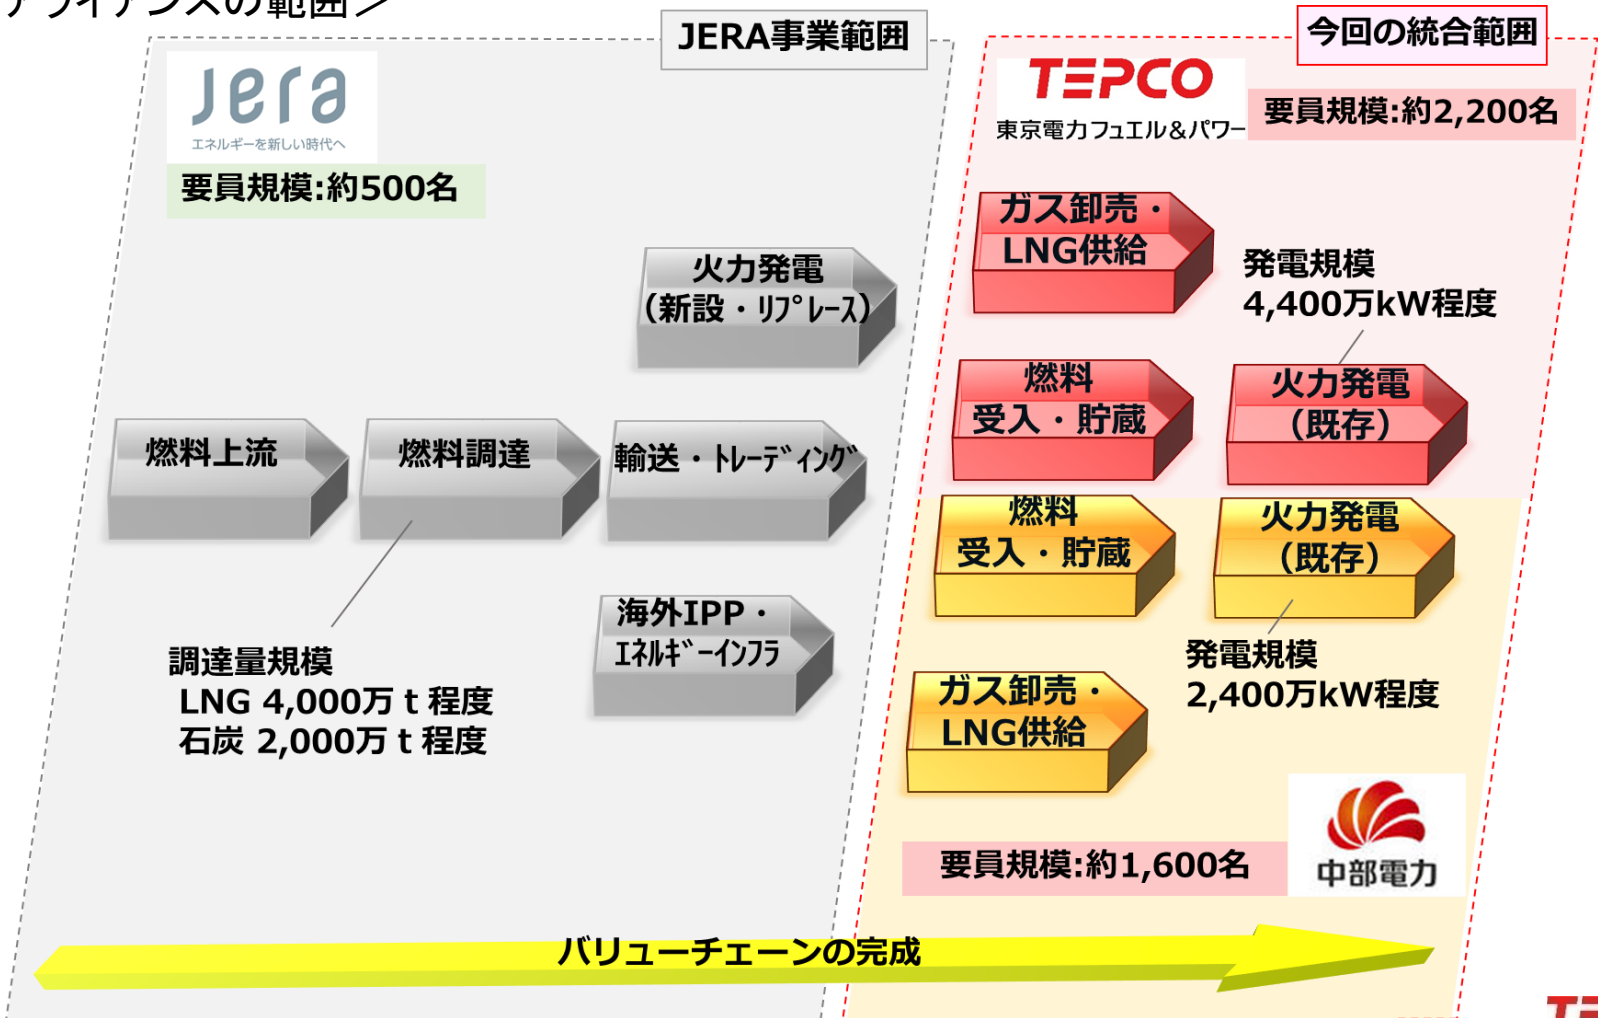 アライアンスの範囲＞
JERA事業範囲
今回の統合範囲
Jera
エネルギーを新しい時代へ
要員規模:約500名
TEPCO
東京電力フュエル&パワー
要員規模:約2,200名
ガス卸売・
LNG供給
火力発電
（新設・ﾘﾌﾟﾚｰｽ）
発電規模
4,400万kW程度
燃料
受入・貯蔵
火力発電
（既存）
燃料上流
燃料調達
輸送・ﾄﾚｰﾃﾞｨﾝｸﾞ
燃料
受入・貯蔵
火力発電
（既存）
海外IPP・
ｴﾈﾙｷﾞｰｲﾝﾌﾗ
調達量規模
LNG 4,000万ｔ程度
石炭 2,000万ｔ程度
発電規模
2,400万kW程度
ガス卸売・
LNG供給
要員規模:約1,600名
中部電力
バリューチェーンの完成